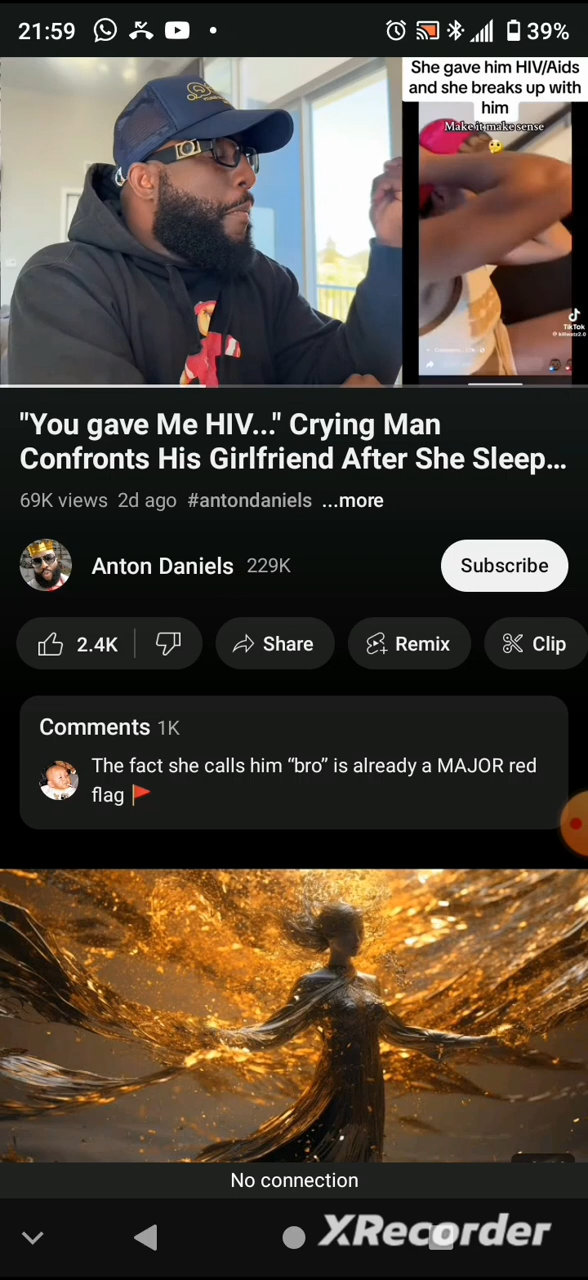 21:59
39%
She gave him HIV/Aids
and she breaks up with
him
Make it make sense
TikTok
"You gave Me HIV..." Crying Man
Confronts His Girlfriend After She Sleep...
69K views 2d ago #antondaniels ...more
Anton Daniels 229K
Subscribe
2.4K
Share
Remix
Clip
Comments 1K
The fact she calls him “bro” is already a MAJOR red
flag 🚩
No connection
XRecorder